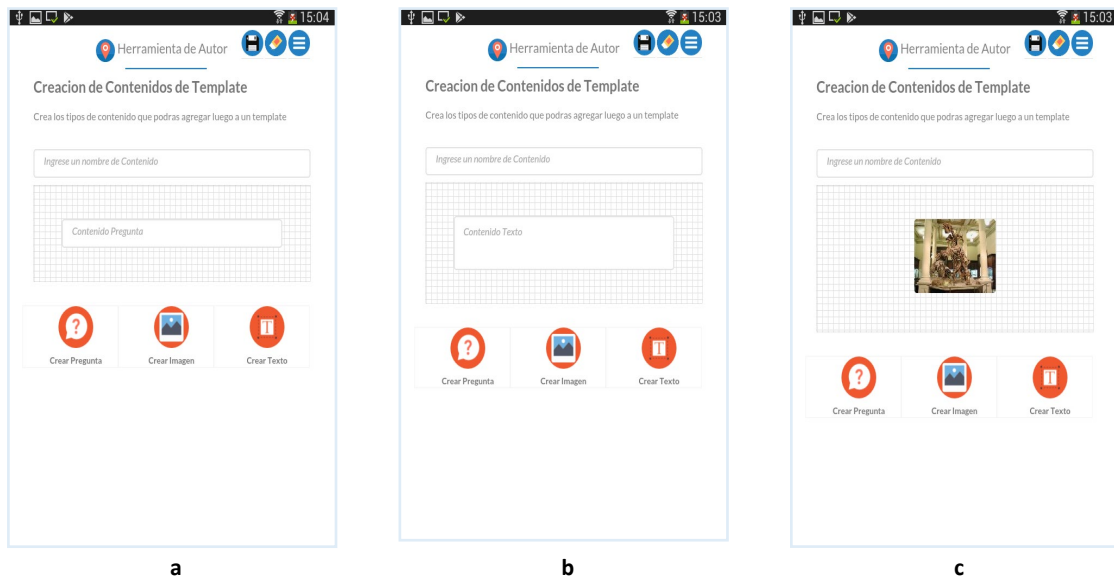 15:04
Herramienta de Autor
Creacion de Contenidos de Template
Crea los tipos de contenido que podras agregar luego a un template
Ingrese un nombre de Contenido
Contenido Pregunta
Crear Pregunta Crear Imagen Crear Texto
a
15:03
Herramienta de Autor
Creacion de Contenidos de Template
Crea los tipos de contenido que podras agregar luego a un template
Ingrese un nombre de Contenido
Contenido Texto
Crear Pregunta Crear Imagen Crear Texto
b
15:03
Herramienta de Autor
Creacion de Contenidos de Template
Crea los tipos de contenido que podras agregar luego a un template
Ingrese un nombre de Contenido
Crear Pregunta Crear Imagen Crear Texto
c